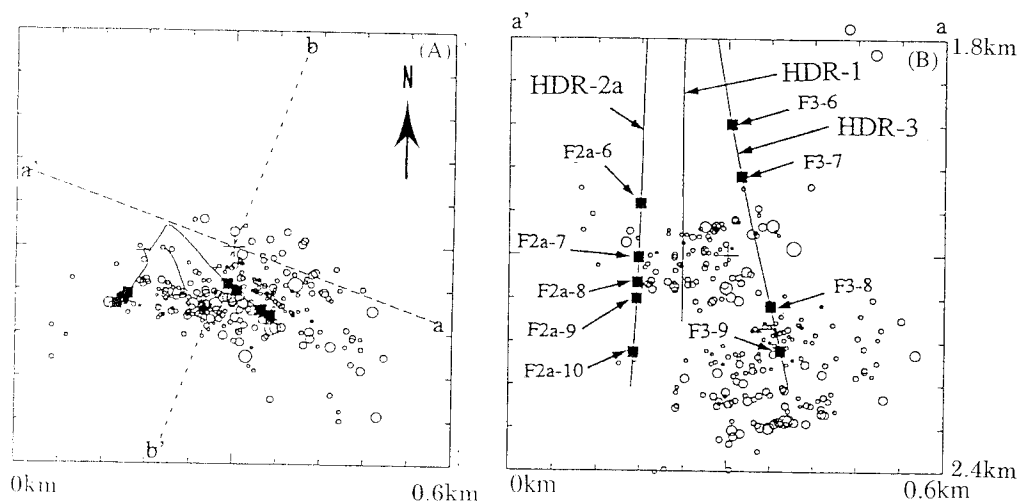 (A)
b
N
a'
a
b'
0km
0.6km
a'
a
(B)
1.8km
HDR-2a
HDR-1
F3-6
HDR-3
F2a-6
F3-7
F2a-7
F2a-8
F3-8
F2a-9
F3-9
F2a-10
2.4km
0km
0.6km